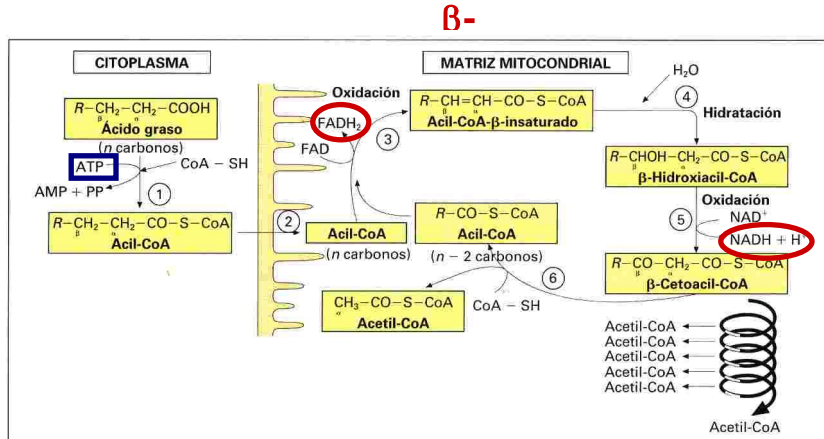 β-
CITOPLASMA
MATRIZ MITOCONDRIAL
R–CH₂–CH₂–COOH
β α
Ácido graso
(n carbonos)
ATP
CoA – SH
AMP + PP
1
R–CH₂–CH₂–CO–S–CoA
β α
Acil-CoA
2
Oxidación
FADH₂
FAD
3
Acil-CoA
(n carbonos)
R–CH=CH–CO–S–CoA
β α
Acil-CoA-β-insaturado
H₂O
4
Hidratación
R–CHOH–CH₂–CO–S–CoA
β α
β-Hidroxiacil-CoA
Oxidación
5
NAD⁺
NADH + H⁺
R–CO–CH₂–CO–S–CoA
β α
β-Cetoacil-CoA
R–CO–S–CoA
Acil-CoA
(n – 2 carbonos)
6
CoA – SH
CH₃–CO–S–CoA
α
Acetil-CoA
Acetil-CoA
Acetil-CoA
Acetil-CoA
Acetil-CoA
Acetil-CoA
Acetil-CoA